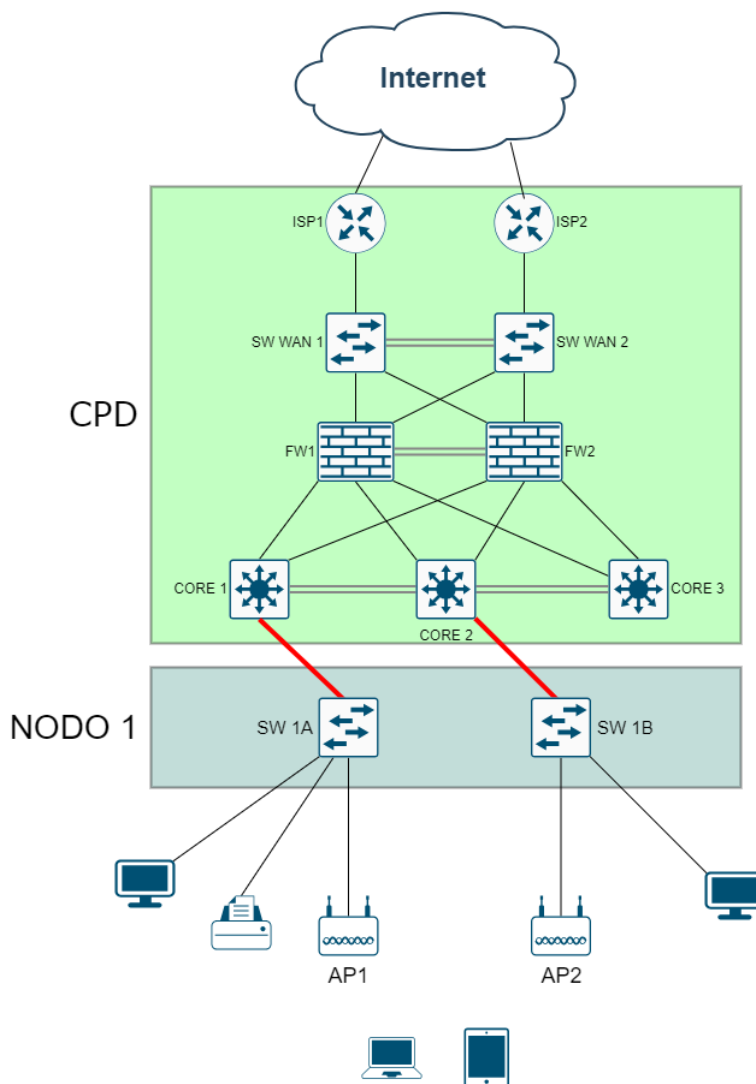 Internet
ISP1
ISP2
SW WAN 1
SW WAN 2
CPD
FW1
FW2
CORE 1
CORE 2
CORE 3
NODO 1
SW 1A
SW 1B
AP1
AP2